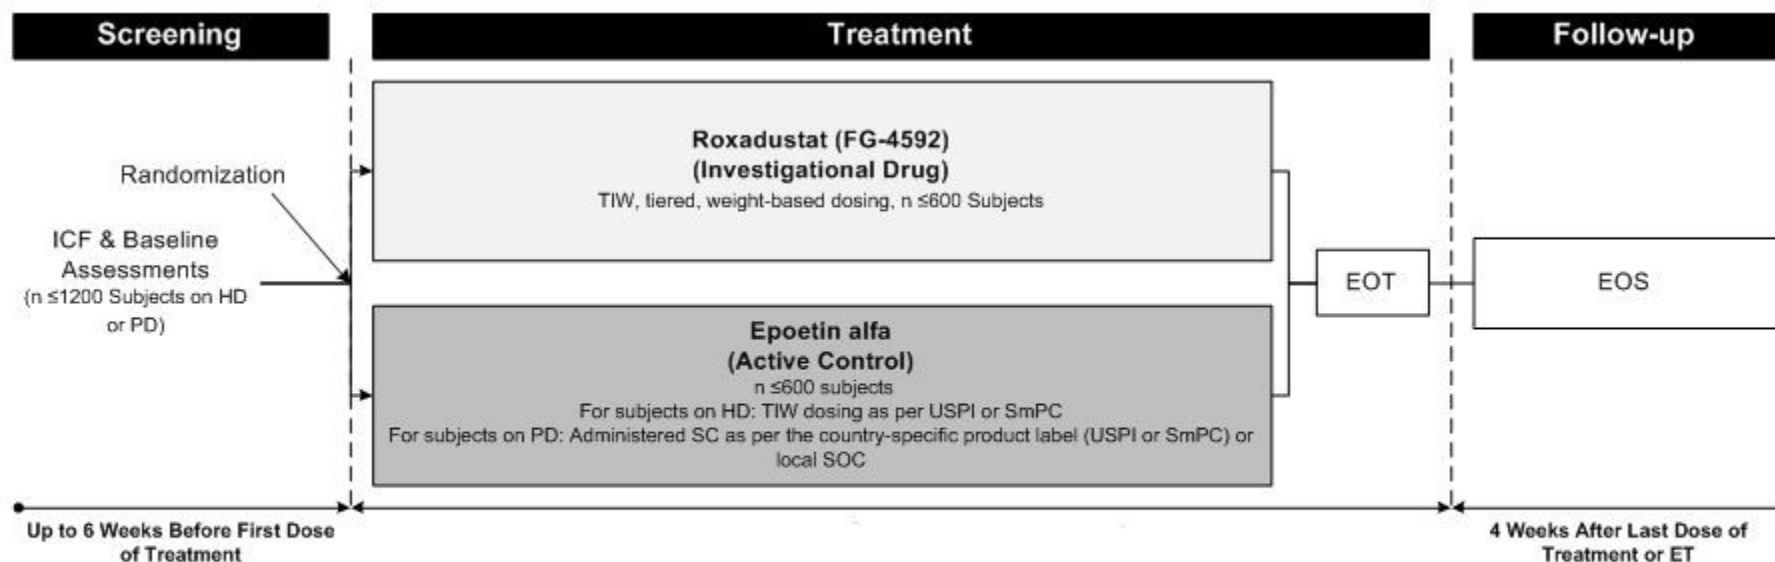 Screening
Treatment
Follow-up
Roxadustat (FG-4592)
(Investigational Drug)
TIW, tiered, weight-based dosing, n ≤600 Subjects
Randomization
ICF & Baseline
Assessments
(n ≤1200 Subjects on HD
or PD)
Epoetin alfa
(Active Control)
n ≤600 subjects
For subjects on HD: TIW dosing as per USPI or SmPC
For subjects on PD: Administered SC as per the country-specific product label (USPI or SmPC) or
local SOC
EOT
EOS
Up to 6 Weeks Before First Dose
of Treatment
4 Weeks After Last Dose of
Treatment or ET